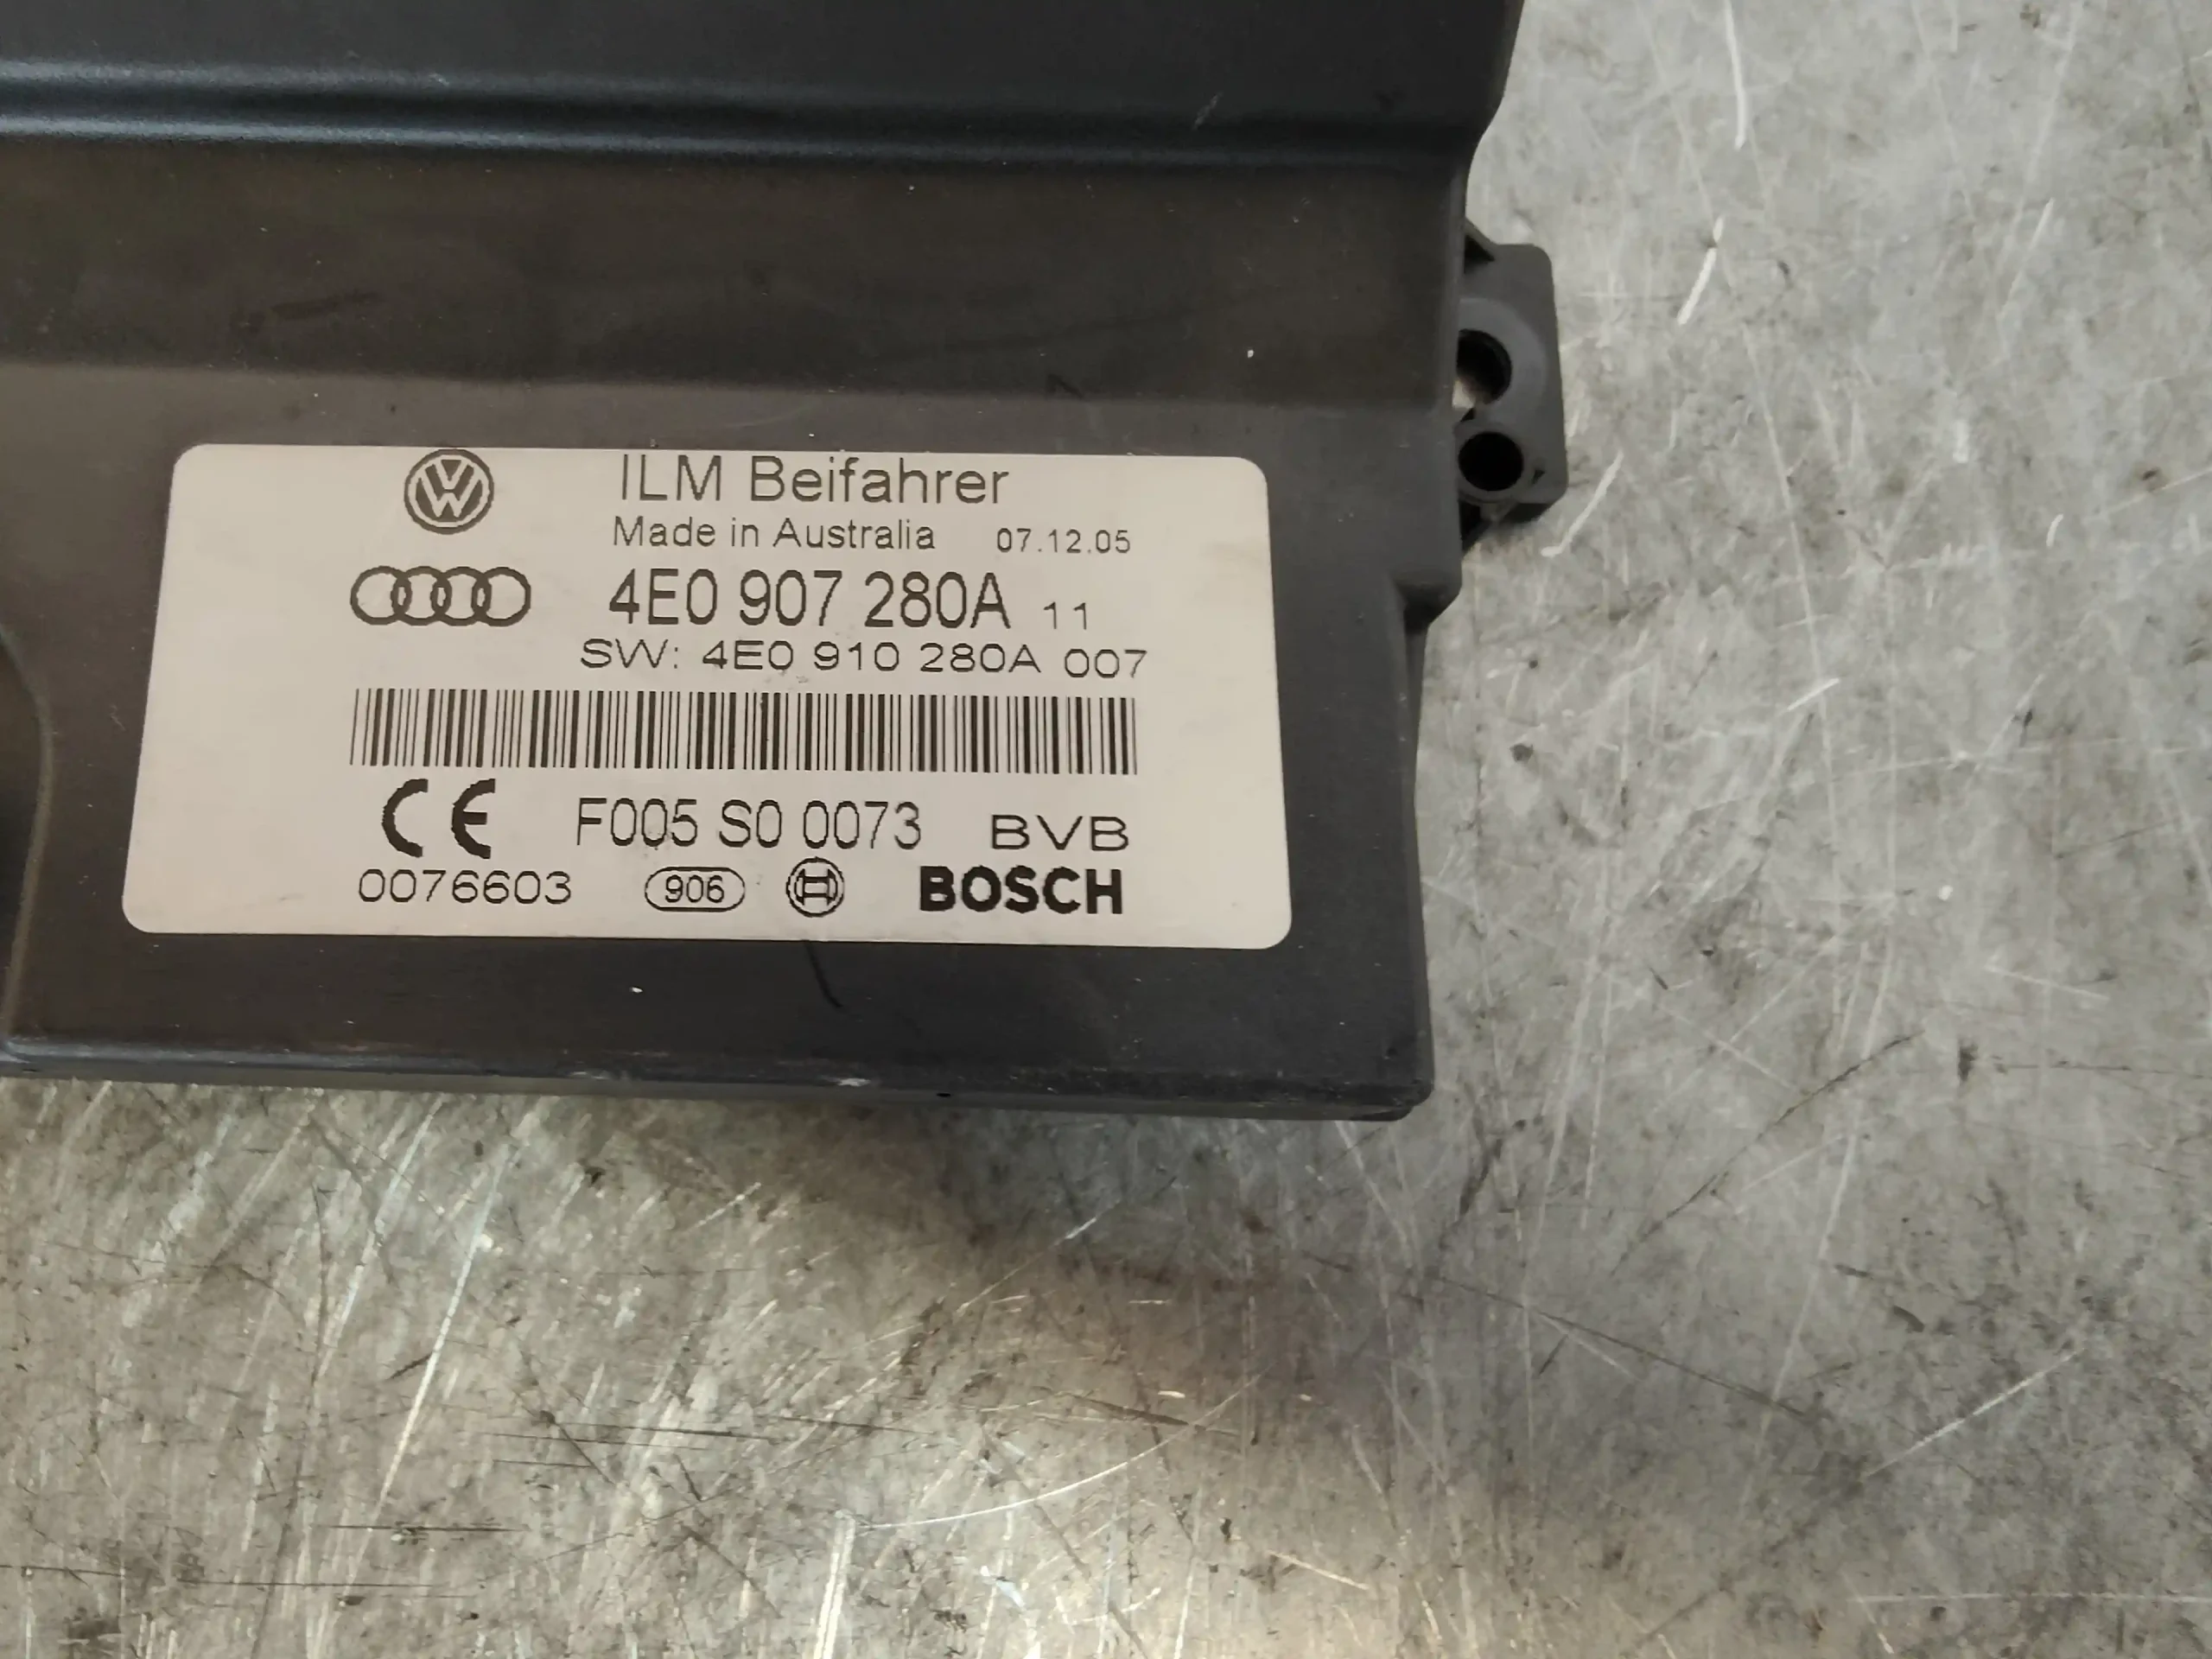 ILM Beifahrer
Made in Australia 07.12.05
4E0 907 280A 11
SW: 4E0 910 280A 007
CE F005 S0 0073 BVB
0076603 906 BOSCH